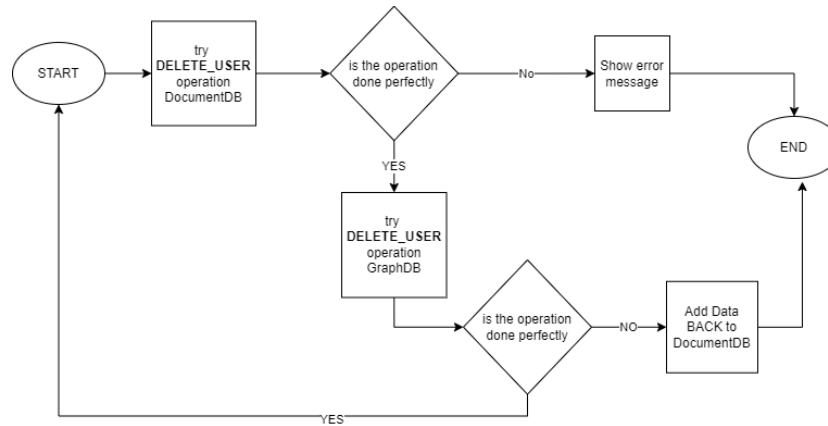 START
try
DELETE_USER
operation
DocumentDB
is the operation
done perfectly
No
Show error
message
END
YES
try
DELETE_USER
operation
GraphDB
is the operation
done perfectly
NO
Add Data
BACK to
DocumentDB
YES